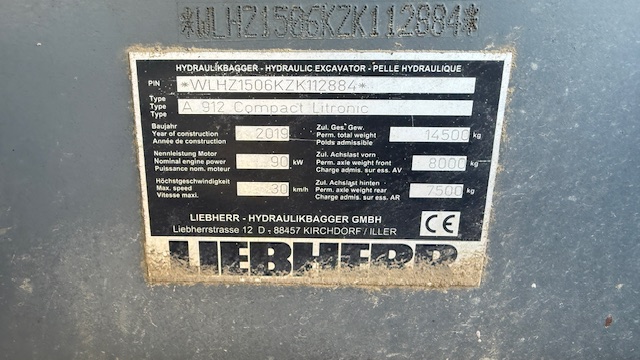 *WLHZ1506KZK112884*
HYDRAULIKBAGGER - HYDRAULIC EXCAVATOR - PELLE HYDRAULIQUE
PIN *WLHZ1506KZK112884*
Type
Type A 912 Compact Litronic
Type
Baujahr
Year of construction 2019
Année de construction
Nennleistung Motor
Nominal engine power 90 kW
Puissance nom. moteur
Höchstgeschwindigkeit
Max. speed 30 km/h
Vitesse maxi.
Zul. Ges. Gew.
Perm. total weight 14500 kg
Poids admissible
Zul. Achslast vorn
Perm. axle weight front 8000 kg
Charge admis. sur ess. AV
Zul. Achslast hinten
Perm. axle weight rear 7500 kg
Charge admis. sur ess. AR
LIEBHERR - HYDRAULIKBAGGER GMBH
Liebherrstrasse 12 D - 88457 KIRCHDORF / ILLER
CE
LIEBHERR